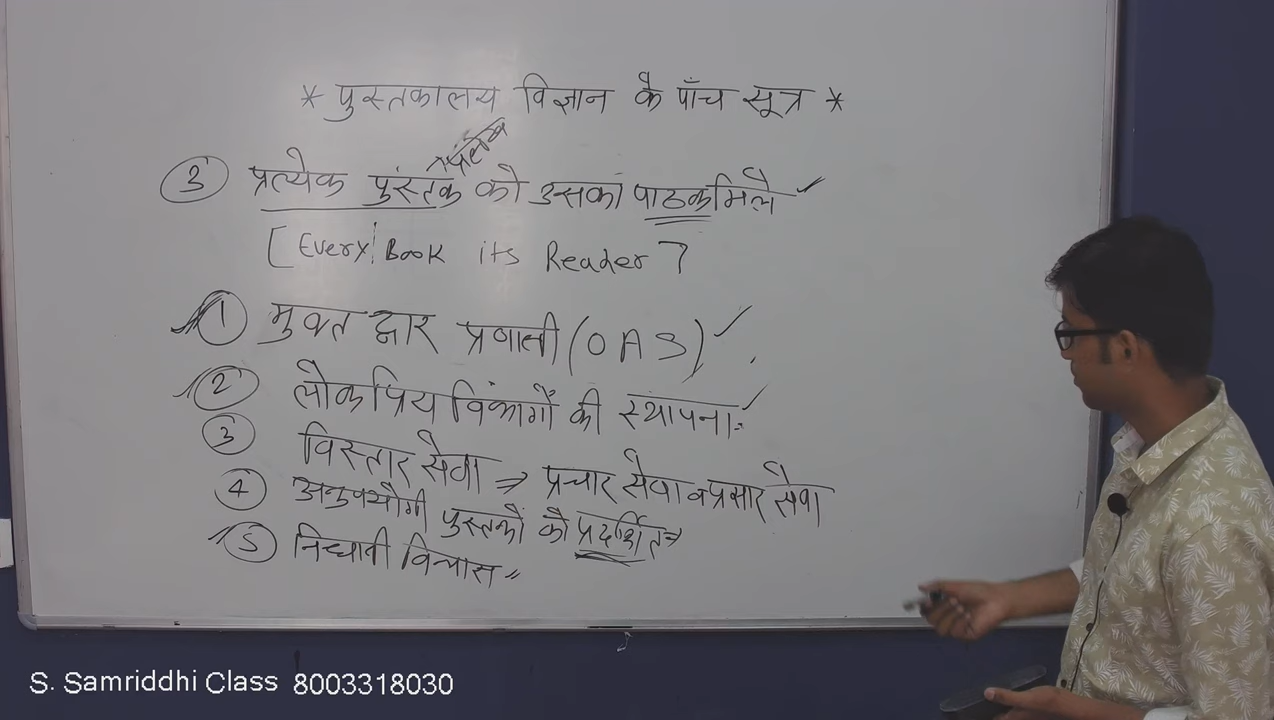 * पुस्तकालय विज्ञान के पाँच सूत्र *
प्रलेख
3 प्रत्येक पुस्तक को उसका पाठक मिले ✓
[Every Book its Reader]
1 मुक्त द्वार प्रणाली (OAS) ✓
2 लोकप्रिय विभागों की स्थापना ✓
3 विस्तार सेवा ⇒ प्रचार सेवा व प्रसार सेवा
4 अनुपयोगी पुस्तकों को प्रदर्शित ⇒
5 निधानी विन्यास =
S. Samriddhi Class 8003318030